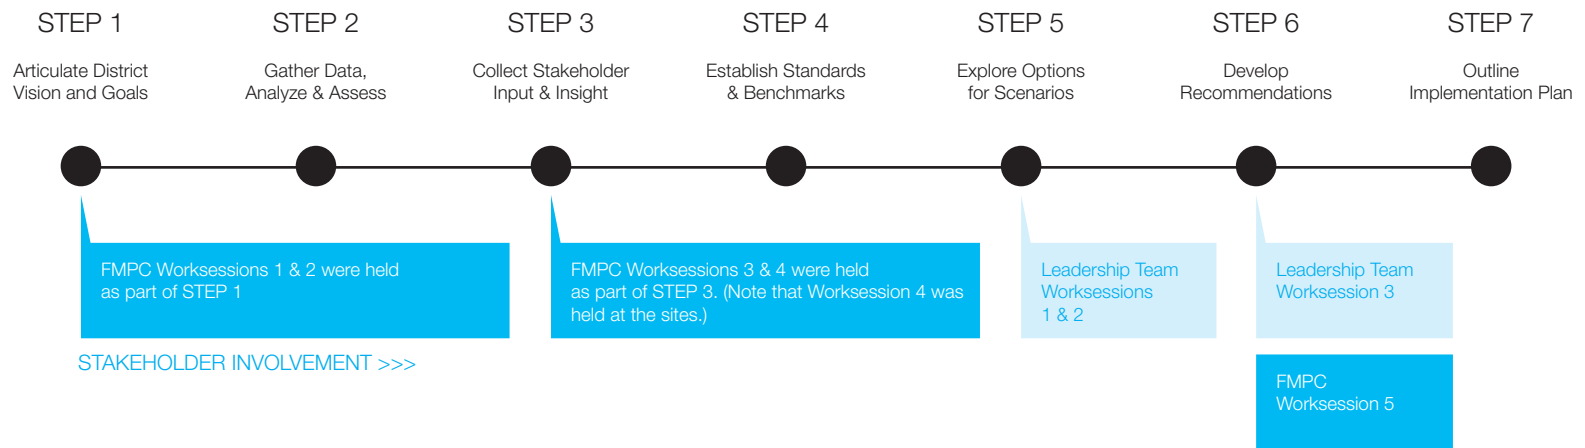 STEP 1
Articulate District
Vision and Goals
STEP 2
Gather Data,
Analyze & Assess
STEP 3
Collect Stakeholder
Input & Insight
STEP 4
Establish Standards
& Benchmarks
STEP 5
Explore Options
for Scenarios
STEP 6
Develop
Recommendations
STEP 7
Outline
Implementation Plan
FMPC Worksessions 1 & 2 were held
as part of STEP 1
FMPC Worksessions 3 & 4 were held
as part of STEP 3. (Note that Worksession 4 was
held at the sites.)
Leadership Team
Worksessions
1 & 2
Leadership Team
Worksession 3
STAKEHOLDER INVOLVEMENT >>>
FMPC
Worksession 5